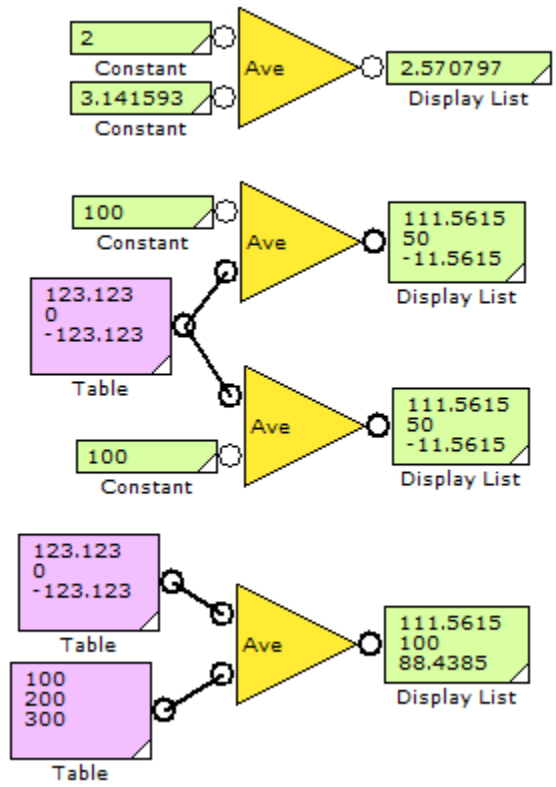 2
Constant
3.141593
Constant
Ave
2.570797
Display List
100
Constant
123.123
0
-123.123
Table
Ave
111.5615
50
-11.5615
Display List
100
Constant
Ave
111.5615
50
-11.5615
Display List
123.123
0
-123.123
Table
100
200
300
Table
Ave
111.5615
100
88.4385
Display List